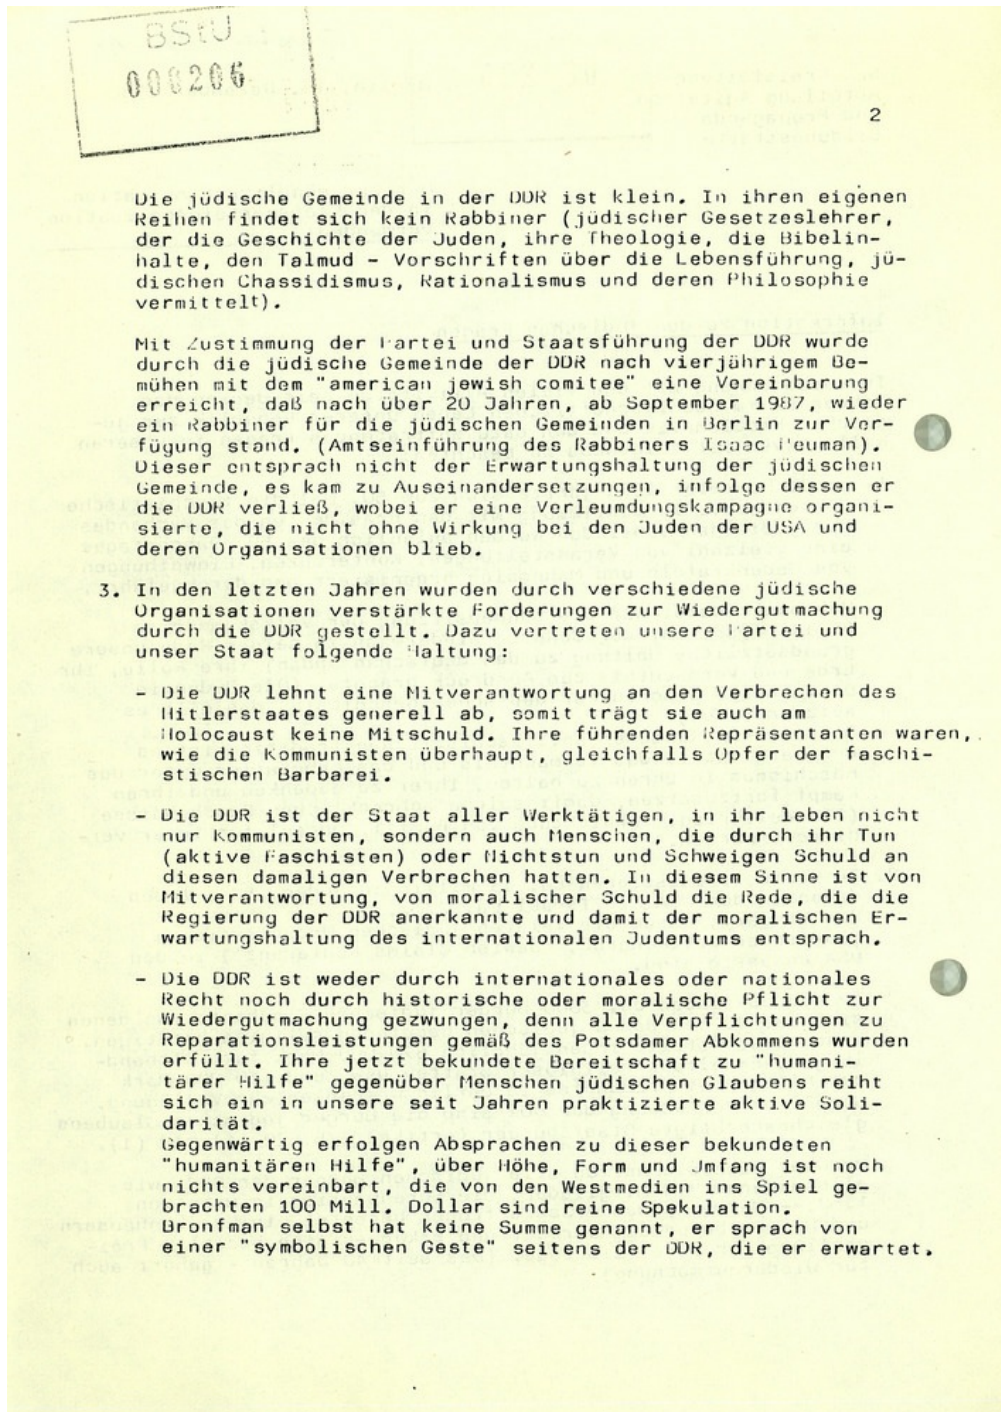 BStU
000206
2
Die jüdische Gemeinde in der DDR ist klein. In ihren eigenen
Reihen findet sich kein Rabbiner (jüdischer Gesetzeslehrer,
der die Geschichte der Juden, ihre Theologie, die Bibelin-
halte, den Talmud - Vorschriften über die Lebensführung, jü-
dischen Chassidismus, Rationalismus und deren Philosophie
vermittelt).
Mit Zustimmung der Partei und Staatsführung der DDR wurde
durch die jüdische Gemeinde der DDR nach vierjährigem Be-
mühen mit dem "american jewish comitee" eine Vereinbarung
erreicht, daß nach über 20 Jahren, ab September 1987, wieder
ein Rabbiner für die jüdischen Gemeinden in Berlin zur Ver-
fügung stand. (Amtseinführung des Rabbiners Isaac Neuman).
Dieser entsprach nicht der Erwartungshaltung der jüdischen
Gemeinde, es kam zu Auseinandersetzungen, infolge dessen er
die DDR verließ, wobei er eine Verleumdungskampagne organi-
sierte, die nicht ohne Wirkung bei den Juden der USA und
deren Organisationen blieb.
3. In den letzten Jahren wurden durch verschiedene jüdische
Organisationen verstärkte Forderungen zur Wiedergutmachung
durch die DDR gestellt. Dazu vertreten unsere Partei und
unser Staat folgende Haltung:
- Die DDR lehnt eine Mitverantwortung an den Verbrechen des
Hitlerstaates generell ab, somit trägt sie auch am
Holocaust keine Mitschuld. Ihre führenden Repräsentanten waren,
wie die Kommunisten überhaupt, gleichfalls Opfer der faschi-
stischen Barbarei.
- Die DDR ist der Staat aller Werktätigen, in ihr leben nicht
nur Kommunisten, sondern auch Menschen, die durch ihr Tun
(aktive Faschisten) oder Nichtstun und Schweigen Schuld an
diesen damaligen Verbrechen hatten. In diesem Sinne ist von
Mitverantwortung, von moralischer Schuld die Rede, die die
Regierung der DDR anerkannte und damit der moralischen Er-
wartungshaltung des internationalen Judentums entsprach.
- Die DDR ist weder durch internationales oder nationales
Recht noch durch historische oder moralische Pflicht zur
Wiedergutmachung gezwungen, denn alle Verpflichtungen zu
Reparationsleistungen gemäß des Potsdamer Abkommens wurden
erfüllt. Ihre jetzt bekundete Bereitschaft zu "humani-
tärer Hilfe" gegenüber Menschen jüdischen Glaubens reiht
sich ein in unsere seit Jahren praktizierte aktive Soli-
darität.
Gegenwärtig erfolgen Absprachen zu dieser bekundeten
"humanitären Hilfe", über Höhe, Form und Umfang ist noch
nichts vereinbart, die von den Westmedien ins Spiel ge-
brachten 100 Mill. Dollar sind reine Spekulation.
Bronfman selbst hat keine Summe genannt, er sprach von
einer "symbolischen Geste" seitens der DDR, die er erwartet.